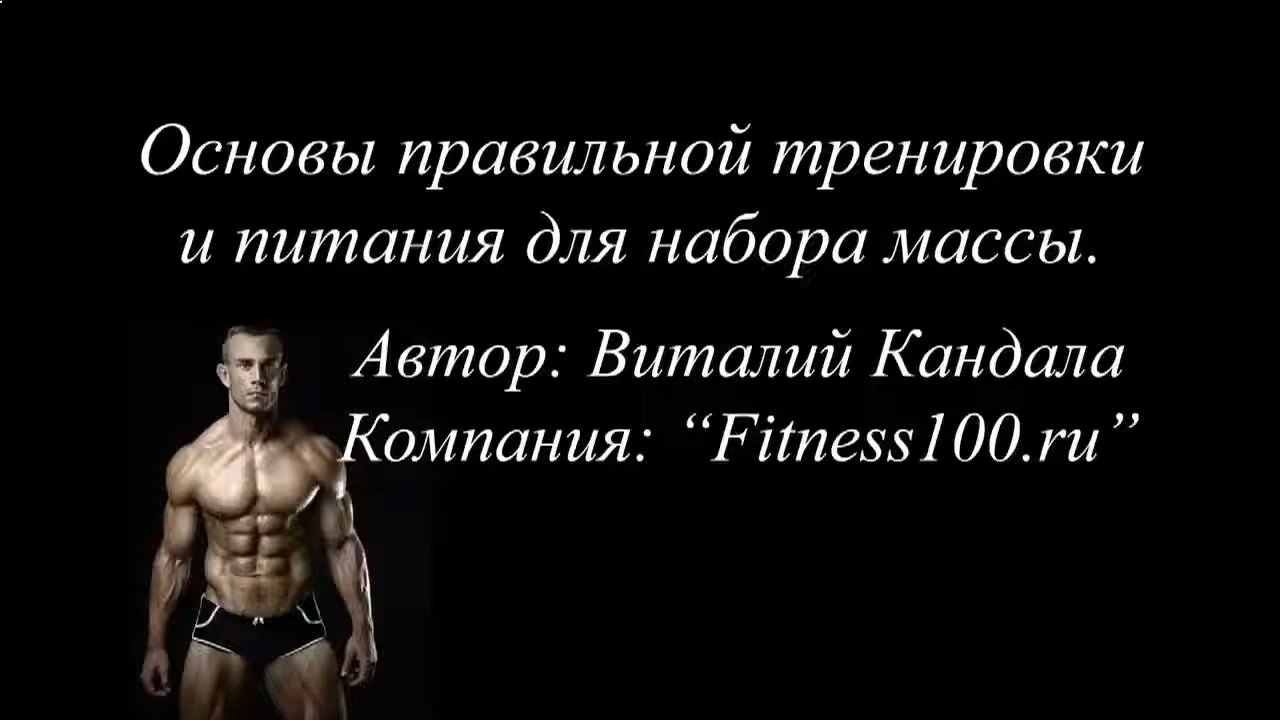 Основы правильной тренировки
и питания для набора массы.
Автор: Виталий Кандала
Компания: “Fitness100.ru”